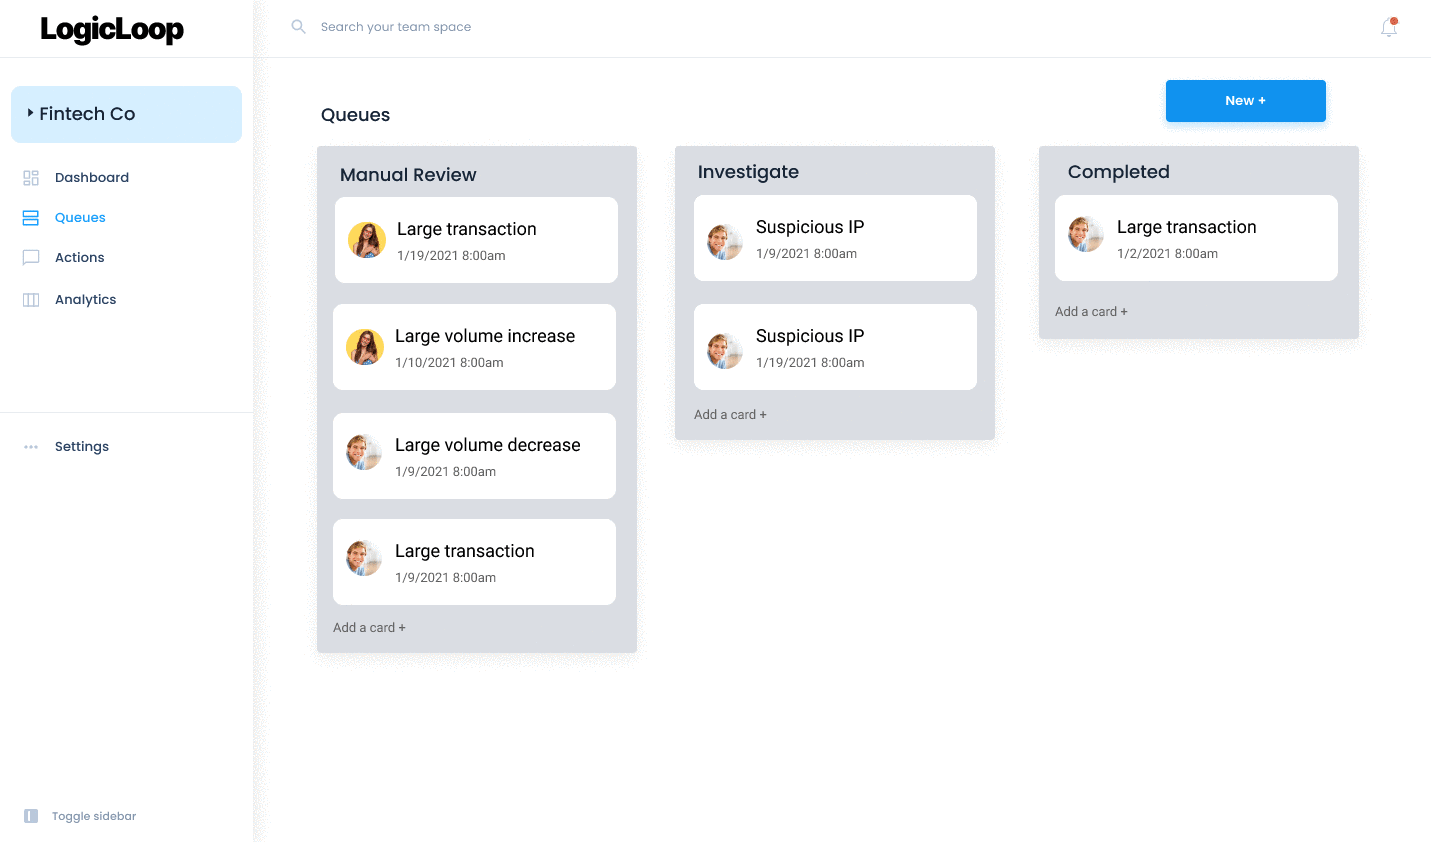 LogicLoop
Search your team space
Fintech Co
Dashboard
Queues
Actions
Analytics
Settings
Toggle sidebar
Queues
New +
Manual Review
Large transaction
1/19/2021 8:00am
Large volume increase
1/10/2021 8:00am
Large volume decrease
1/9/2021 8:00am
Large transaction
1/9/2021 8:00am
Add a card +
Investigate
Suspicious IP
1/9/2021 8:00am
Suspicious IP
1/19/2021 8:00am
Add a card +
Completed
Large transaction
1/2/2021 8:00am
Add a card +